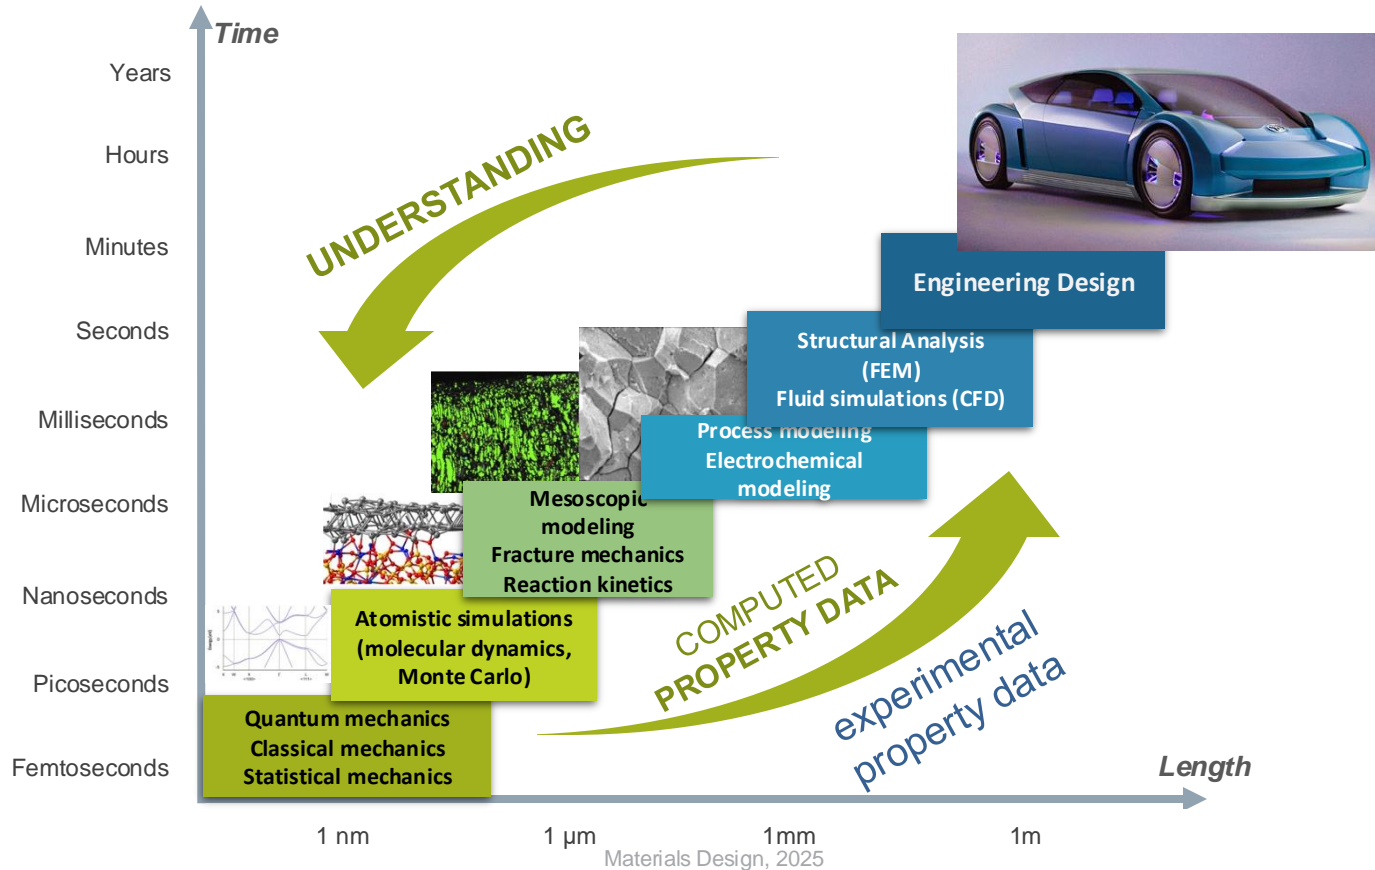 Time
Years
Hours
Minutes
Seconds
Milliseconds
Microseconds
Nanoseconds
Picoseconds
Femtoseconds
UNDERSTANDING
Engineering Design
Structural Analysis
(FEM)
Fluid simulations (CFD)
Process modeling
Electrochemical
modeling
Mesoscopic
modeling
Fracture mechanics
Reaction kinetics
Atomistic simulations
(molecular dynamics,
Monte Carlo)
Quantum mechanics
Classical mechanics
Statistical mechanics
COMPUTED
PROPERTY DATA
experimental
property data
Length
1 nm
1 µm
1mm
1m
Materials Design, 2025